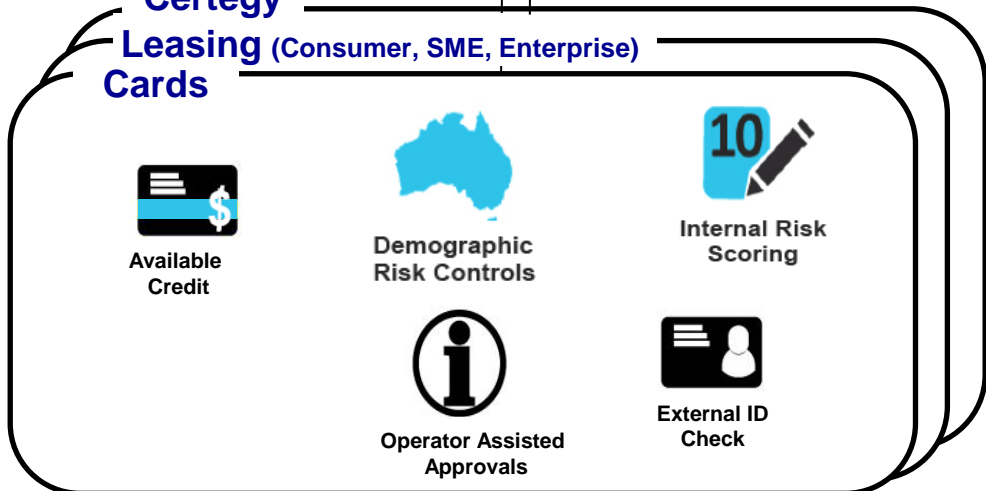 Certegy
Leasing (Consumer, SME, Enterprise)
Cards
$
10
Available
Credit
Demographic
Risk Controls
Internal Risk
Scoring
i
Operator Assisted
Approvals
External ID
Check